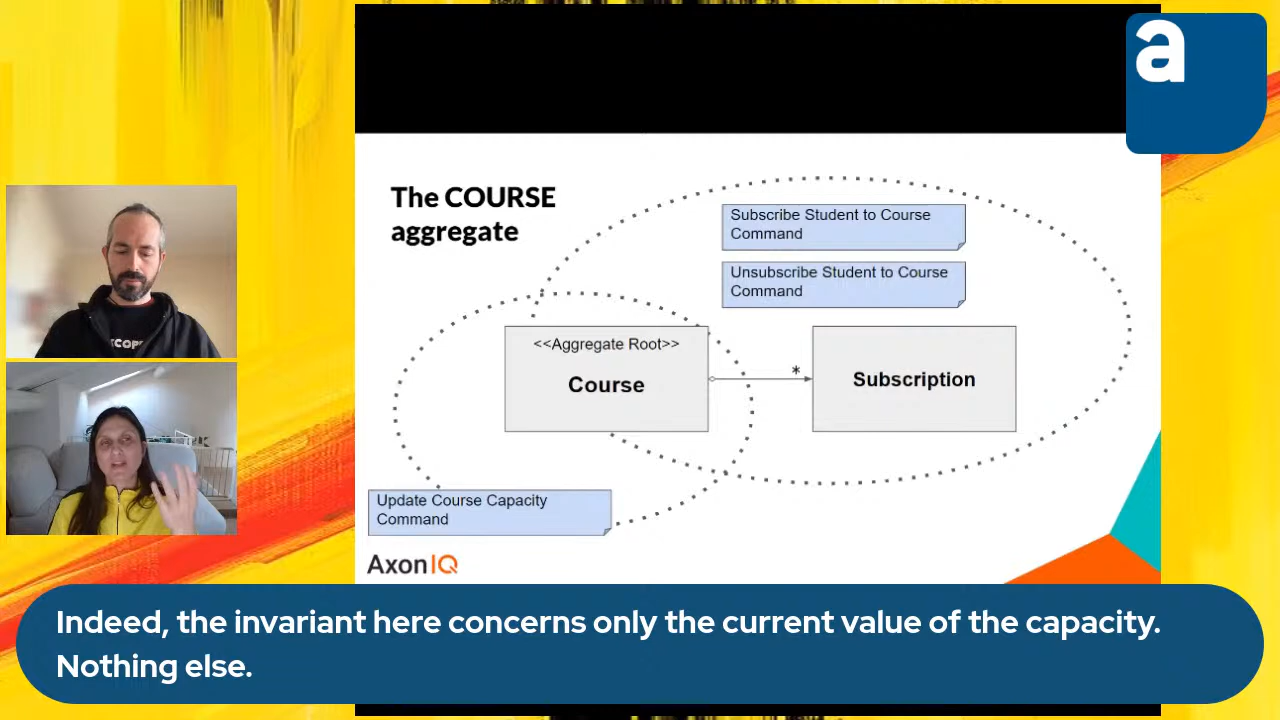 a
The COURSE
aggregate
Subscribe Student to Course
Command
Unsubscribe Student to Course
Command
<<Aggregate Root>>
Course
*
Subscription
Update Course Capacity
Command
AxonIQ
Indeed, the invariant here concerns only the current value of the capacity.
Nothing else.